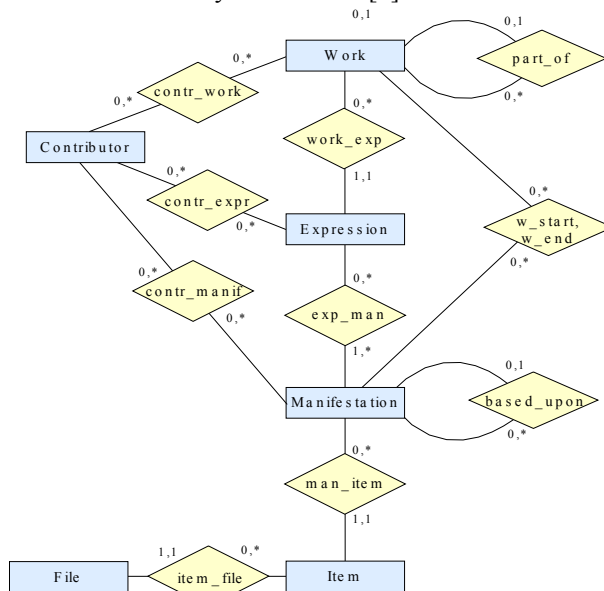 0,1
Work
0,1
part_of
0,*
0,*
contr_work
0,*
0,*
work_exp
1,1
Contributor
0,*
contr_expr
0,*
Expression
0,*
w_start,
w_end
0,*
0,*
contr_manif
0,*
0,*
exp_man
1,*
Manifestation
0,1
based_upon
0,*
0,*
man_item
1,1
File
1,1
item_file
0,*
Item